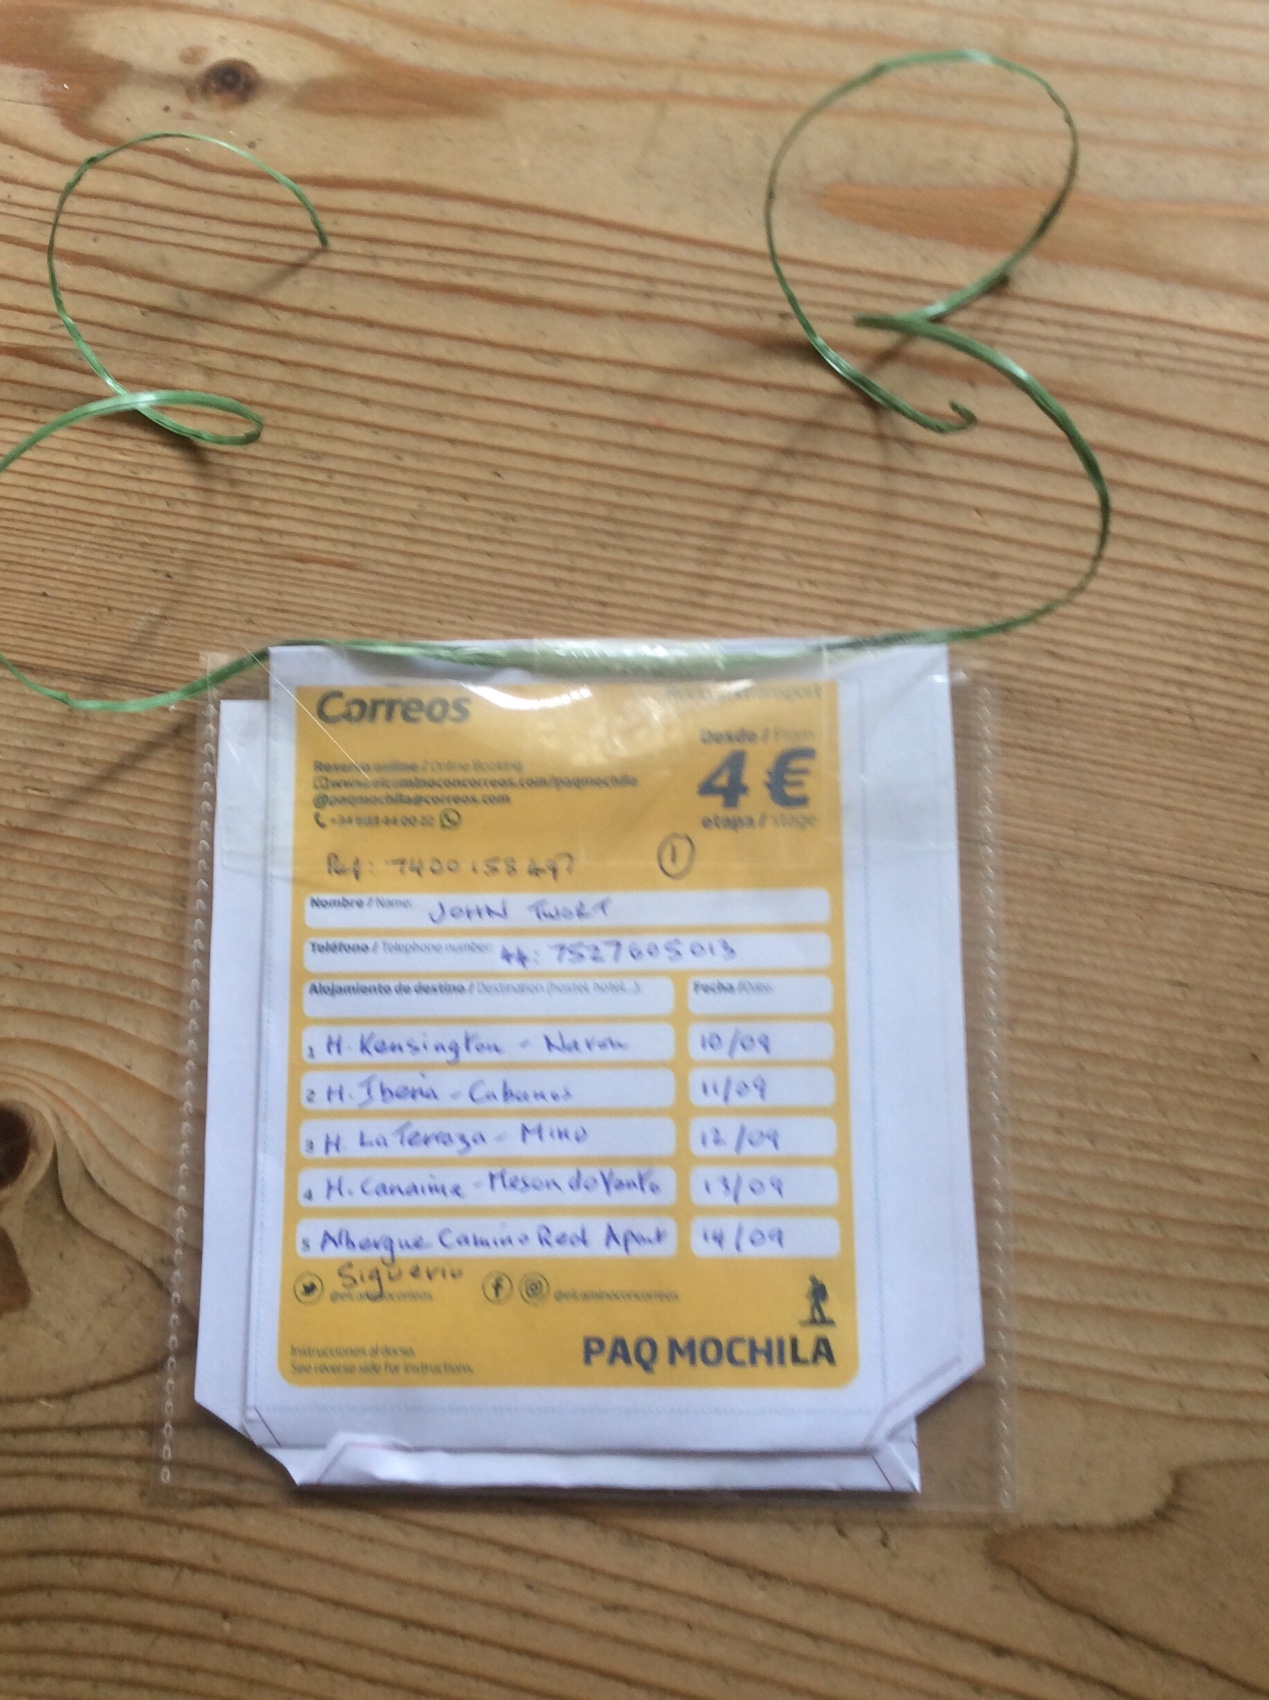 Correos
Desde / Etapa
4 €
etapa / stage
Reserva online / Online Booking
www.elcaminoconcorreos.com/paqmochila
@paqmochila@correos.com
Ref: 7400158497
1
Nombre / Name: JOHN TWORT
Teléfono / Telephone number: 44: 7527605013
Alojamiento de destino / Destination (hostel, hotel...): Fecha / Date:
1 H. Kensington - Naron 10/09
2 H. Iberia - Cabanas 11/09
3 H. La Terraza - Mino 12/09
4 H. Canaima - Meson do Vento 13/09
5 Albergue Camino Real Apart 14/09
Siguerio
@elcaminoconcorreos @elcaminoconcorreos
Instrucciones al dorso.
See reverse side for instructions.
PAQ MOCHILA